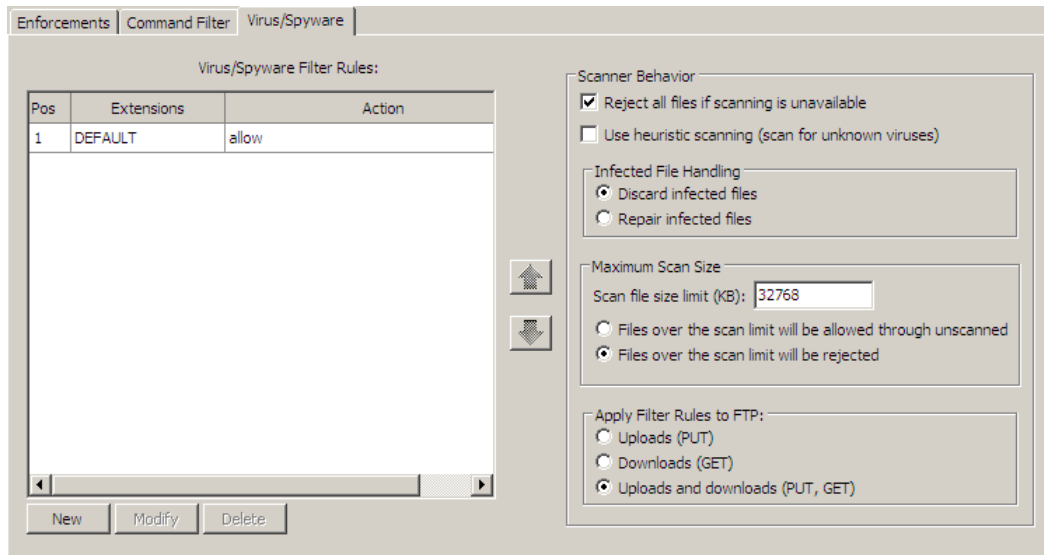 Enforcements Command Filter Virus/Spyware
Virus/Spyware Filter Rules:
Pos Extensions Action
1 DEFAULT allow
New Modify Delete
Scanner Behavior
Reject all files if scanning is unavailable
Use heuristic scanning (scan for unknown viruses)
Infected File Handling
Discard infected files
Repair infected files
Maximum Scan Size
Scan file size limit (KB): 32768
Files over the scan limit will be allowed through unscanned
Files over the scan limit will be rejected
Apply Filter Rules to FTP:
Uploads (PUT)
Downloads (GET)
Uploads and downloads (PUT, GET)